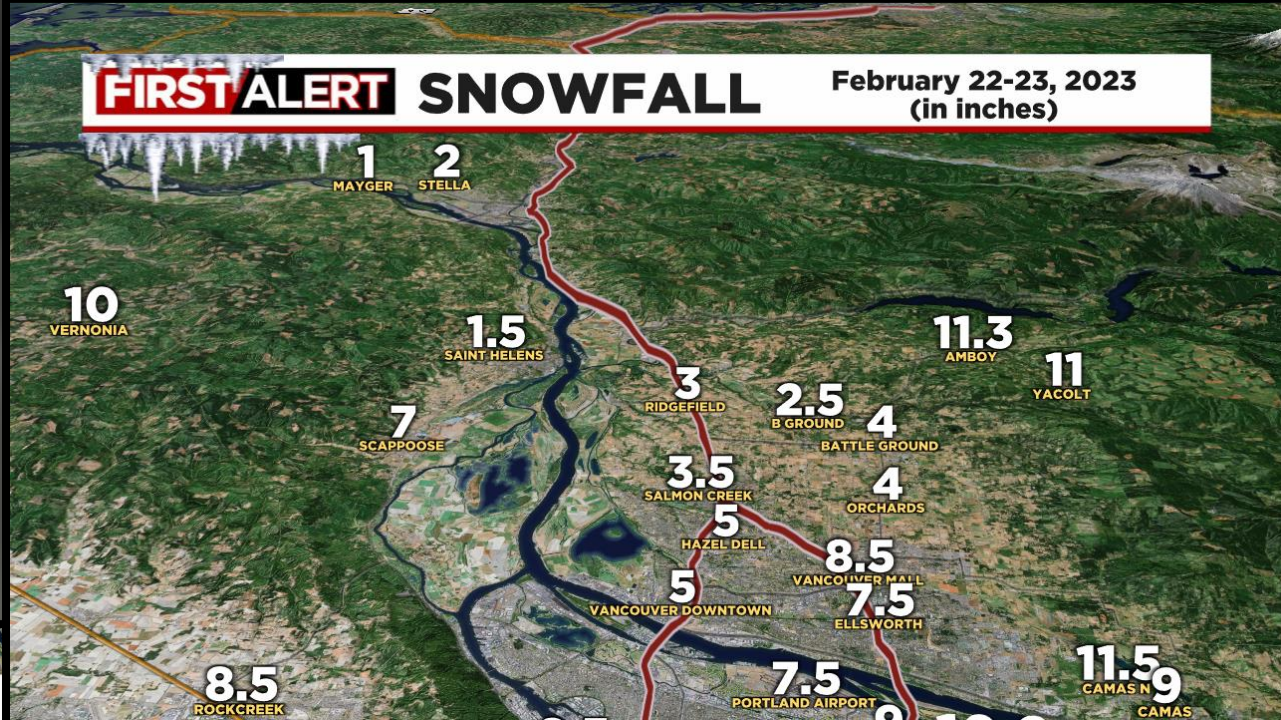 FIRST ALERT SNOWFALL
February 22-23, 2023
(in inches)
1
MAYGER
2
STELLA
10
VERNONIA
1.5
SAINT HELENS
11.3
AMBOY
11
YACOLT
3
RIDGEFIELD
2.5
B GROUND
4
BATTLE GROUND
7
SCAPPOOSE
3.5
SALMON CREEK
4
ORCHARDS
5
HAZEL DELL
8.5
VANCOUVER MALL
5
VANCOUVER DOWNTOWN
7.5
ELLSWORTH
8.5
ROCKCREEK
7.5
PORTLAND AIRPORT
11.5
CAMAS N
9
CAMAS